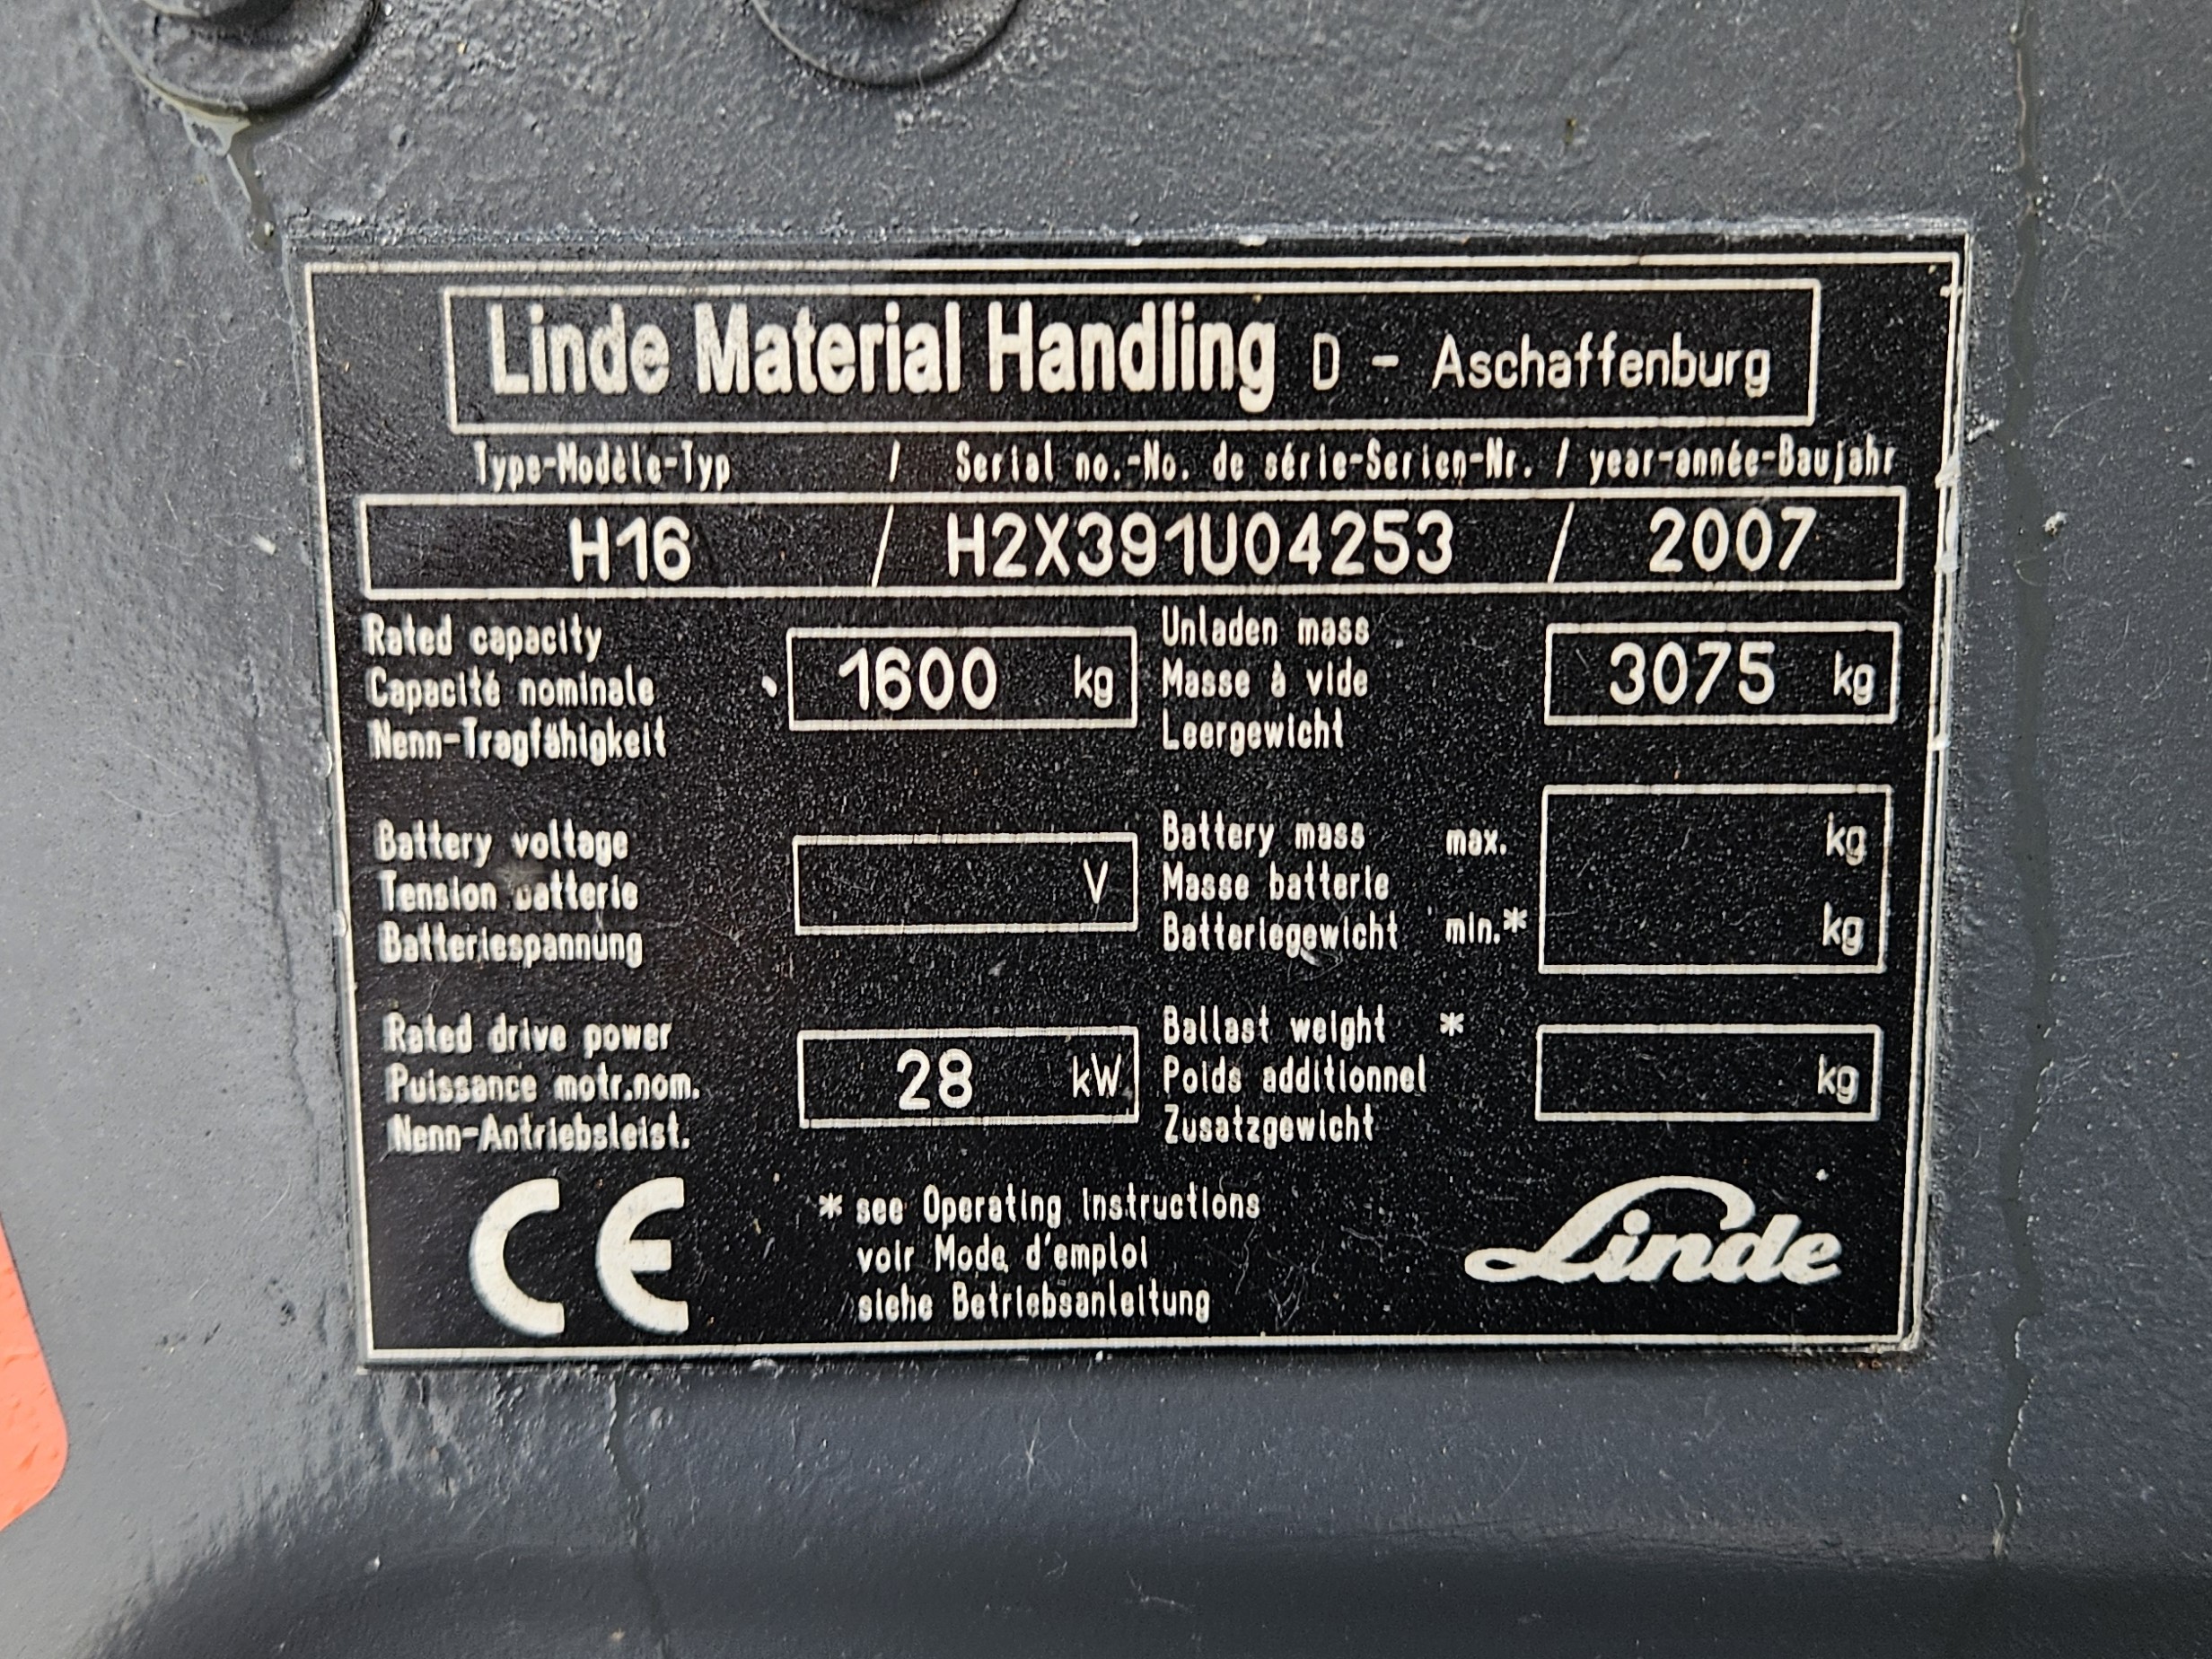 Linde Material Handling D - Aschaffenburg
Type-Modèle-Typ / Serial no.-No. de série-Serien-Nr. / year-année-Baujahr
H16 / H2X391U04253 / 2007
Rated capacity
Capacité nominale
Nenn-Tragfähigkeit
1600 kg
Unladen mass
Masse à vide
Leergewicht
3075 kg
Battery voltage
Tension batterie
Batteriespannung
V
Battery mass max.
Masse batterie
Batteriegewicht min.*
kg
kg
Rated drive power
Puissance motr.nom.
Nenn-Antriebsleist.
28 kW
Ballast weight *
Poids additionnel
Zusatzgewicht
kg
CE
* see Operating instructions
voir Mode d'emploi
siehe Betriebsanleitung
Linde